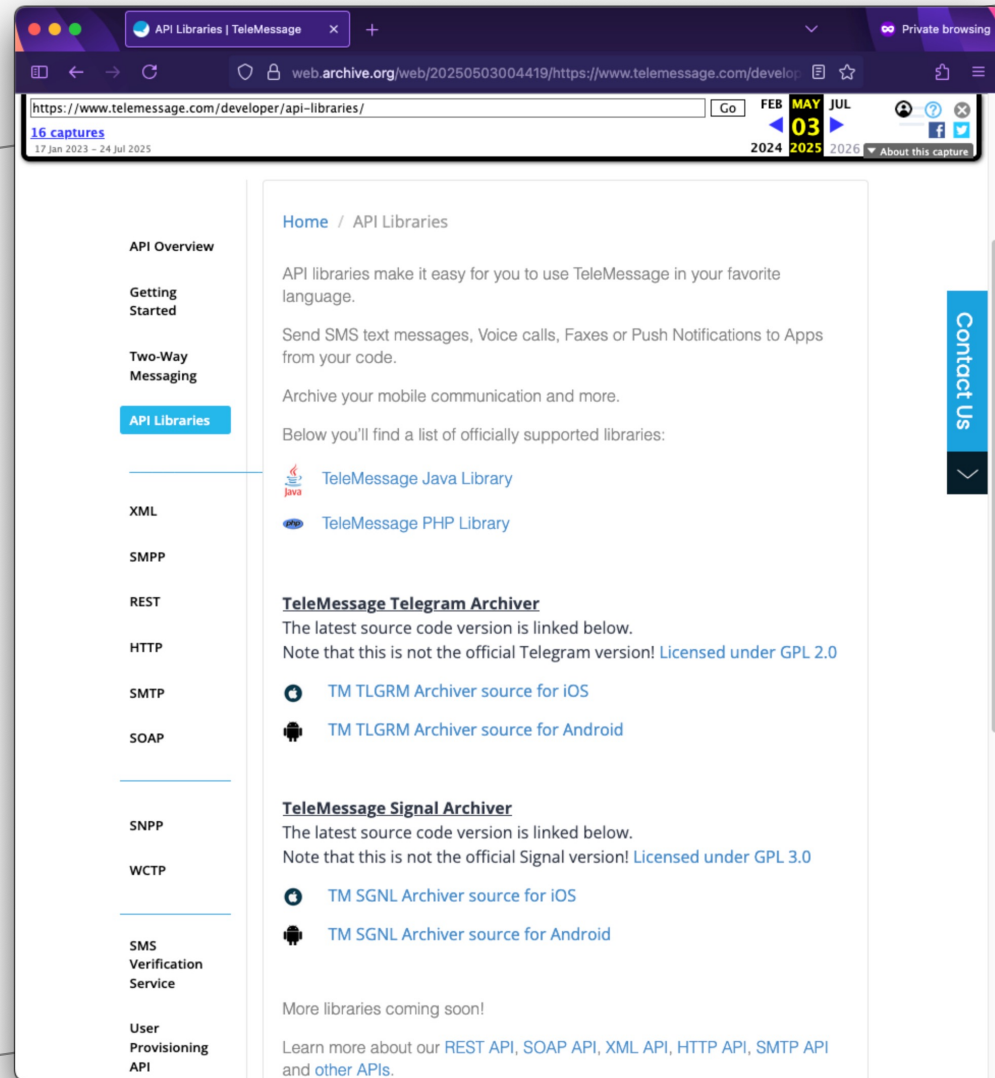 API Libraries | TeleMessage
Private browsing
web.archive.org/web/20250503004419/https://www.telemessage.com/develop
https://www.telemessage.com/developer/api-libraries/
Go
FEB MAY JUL
16 captures
03
17 Jan 2023 – 24 Jul 2025
2024 2025 2026
About this capture
Home / API Libraries
API Overview
API libraries make it easy for you to use TeleMessage in your favorite
language.
Getting
Started
Send SMS text messages, Voice calls, Faxes or Push Notifications to Apps
from your code.
Two-Way
Messaging
Archive your mobile communication and more.
API Libraries
Below you'll find a list of officially supported libraries:
Contact Us
Java
TeleMessage Java Library
XML
php
TeleMessage PHP Library
SMPP
REST
TeleMessage Telegram Archiver
The latest source code version is linked below.
HTTP
Note that this is not the official Telegram version! Licensed under GPL 2.0
SMTP
TM TLGRM Archiver source for iOS
SOAP
TM TLGRM Archiver source for Android
TeleMessage Signal Archiver
SNPP
The latest source code version is linked below.
Note that this is not the official Signal version! Licensed under GPL 3.0
WCTP
TM SGNL Archiver source for iOS
TM SGNL Archiver source for Android
SMS
Verification
Service
More libraries coming soon!
User
Provisioning
API
Learn more about our REST API, SOAP API, XML API, HTTP API, SMTP API
and other APIs.